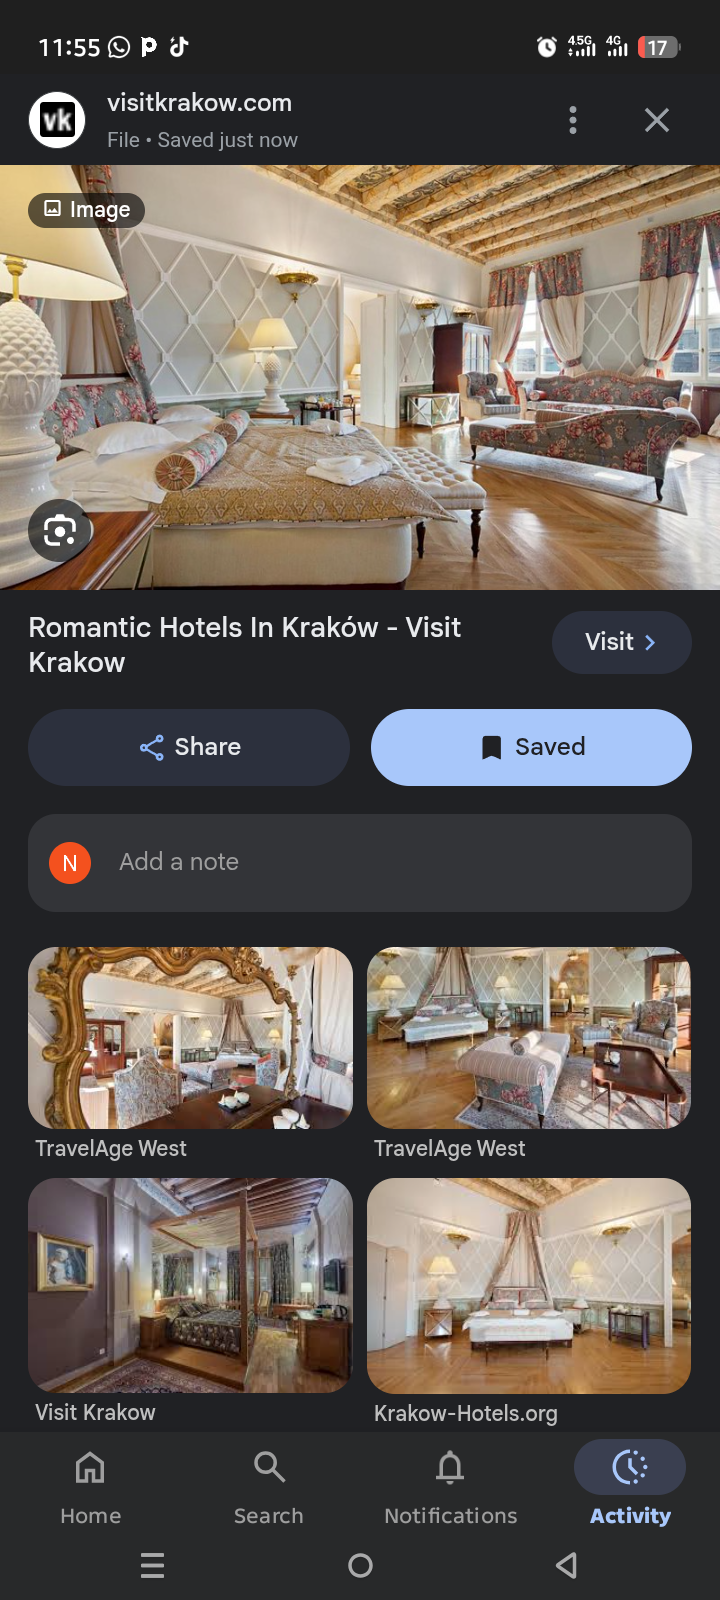 11:55
4.5G 4G 17
vk
visitkrakow.com
File • Saved just now
Image
Romantic Hotels In Kraków - Visit
Krakow
Visit
Share
Saved
N
Add a note
TravelAge West
TravelAge West
Visit Krakow
Krakow-Hotels.org
Home
Search
Notifications
Activity